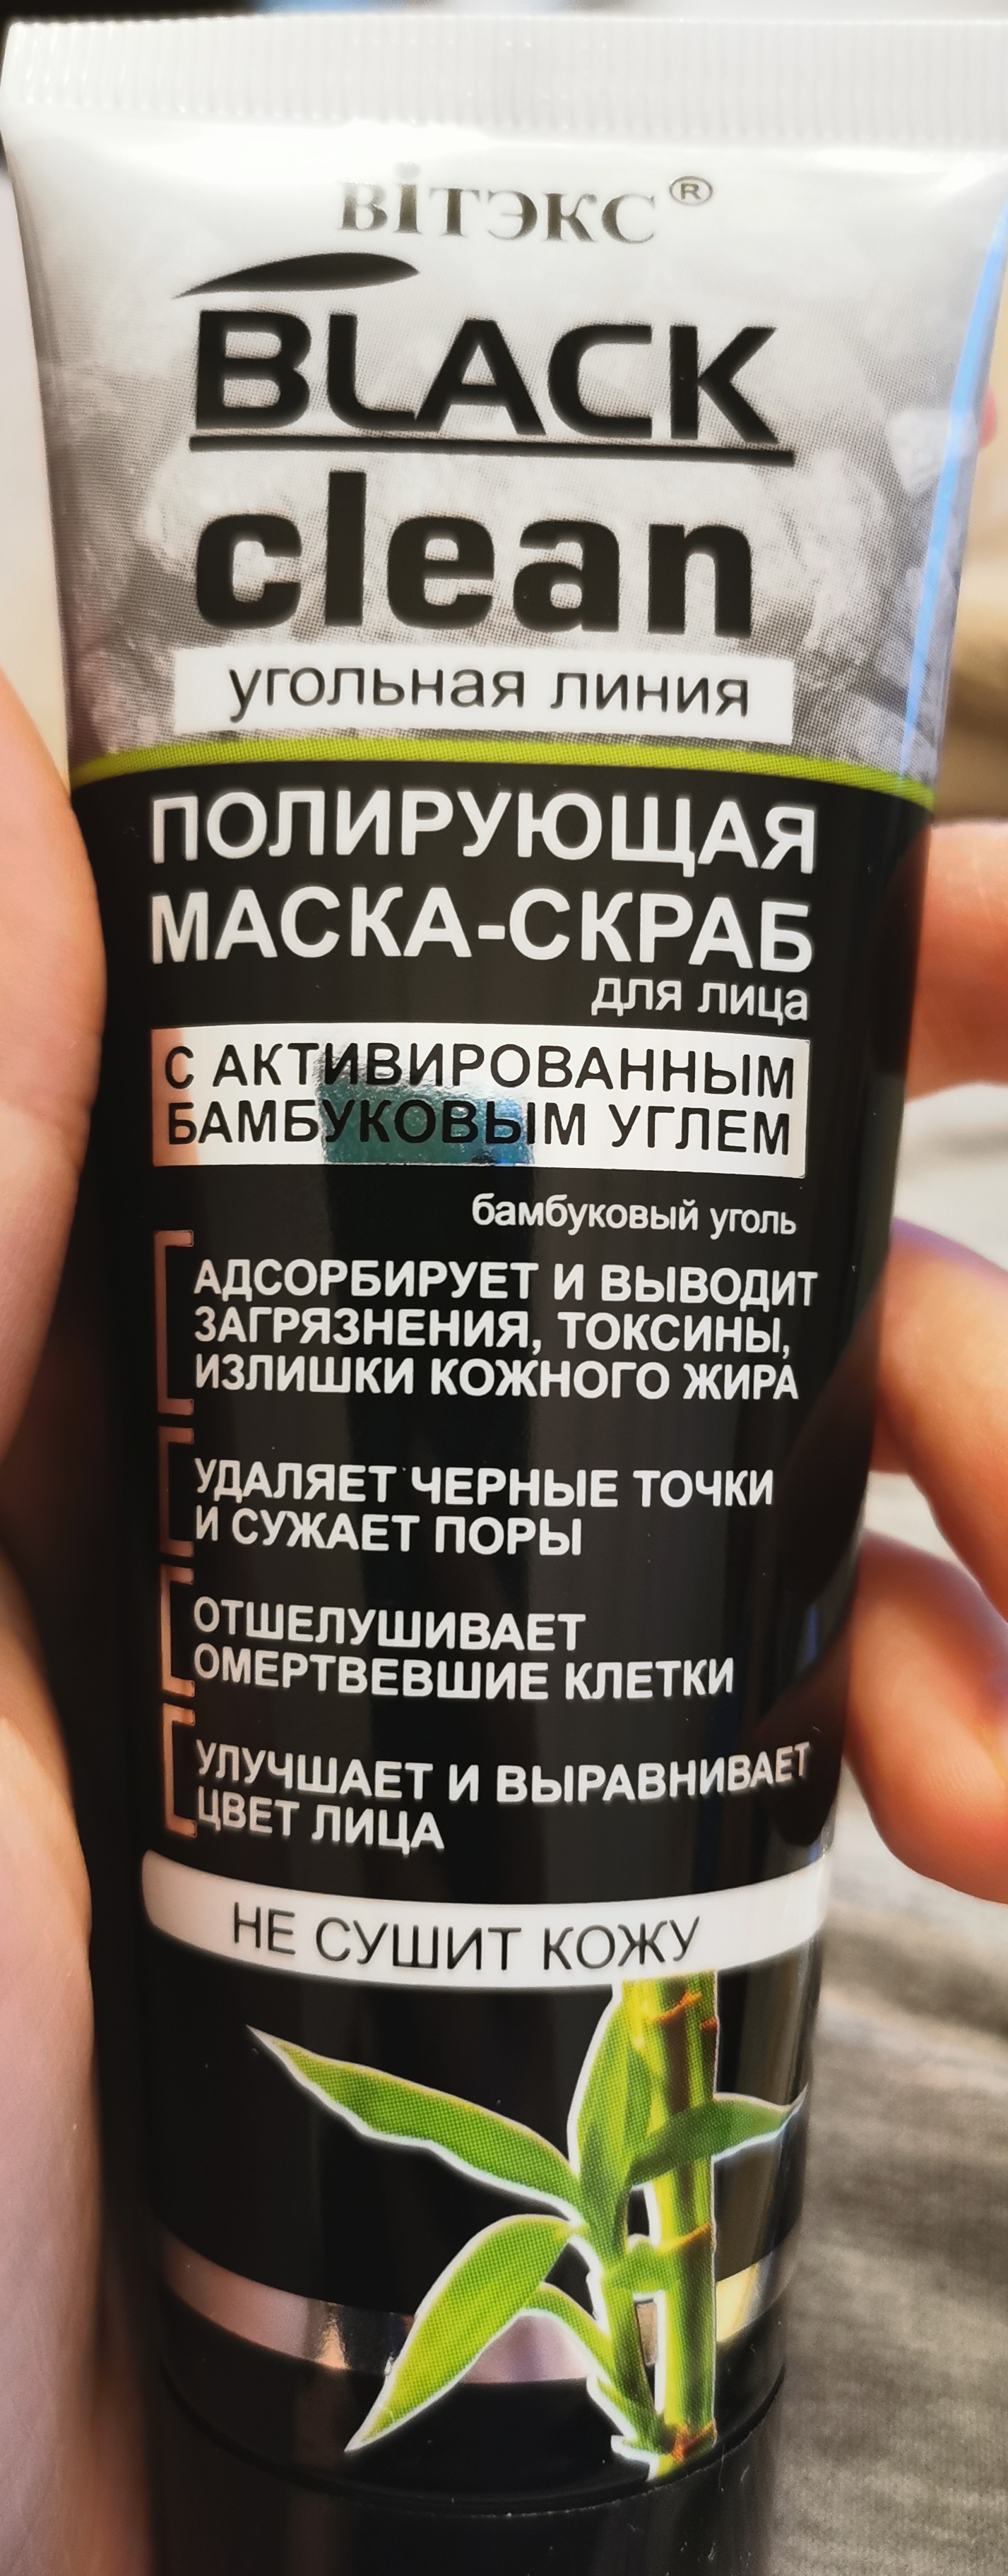 вiтэкс®
BLACK
clean
угольная линия
ПОЛИРУЮЩАЯ
МАСКА-СКРАБ
для лица
С АКТИВИРОВАННЫМ
БАМБУКОВЫМ УГЛЕМ
бамбуковый уголь
АДСОРБИРУЕТ И ВЫВОДИТ
ЗАГРЯЗНЕНИЯ, ТОКСИНЫ,
ИЗЛИШКИ КОЖНОГО ЖИРА
УДАЛЯЕТ ЧЕРНЫЕ ТОЧКИ
И СУЖАЕТ ПОРЫ
ОТШЕЛУШИВАЕТ
ОМЕРТВЕВШИЕ КЛЕТКИ
УЛУЧШАЕТ И ВЫРАВНИВАЕТ
ЦВЕТ ЛИЦА
НЕ СУШИТ КОЖУ